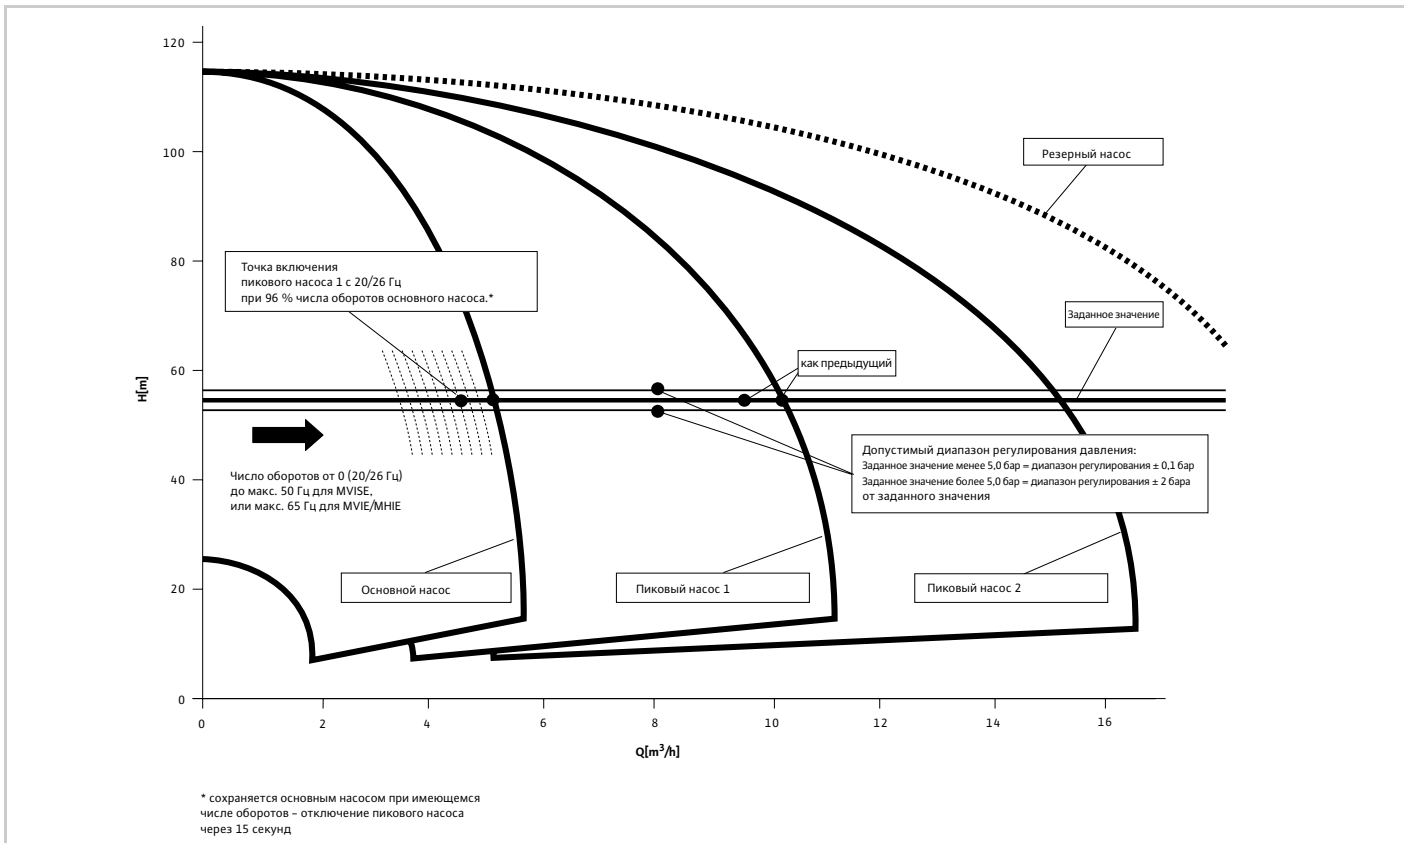 120
100
80
60
40
20
0
H[m]
Резерный насос
Точка включения
пикового насоса 1 с 20/26 Гц
при 96 % числа оборотов основного насоса.*
Заданное значение
как предыдущий
Допустимый диапазон регулирования давления:
Заданное значение менее 5,0 бар = диапазон регулирования ± 0,1 бар
Заданное значение более 5,0 бар = диапазон регулирования ± 2 бара
от заданного значения
Число оборотов от 0 (20/26 Гц)
до макс. 50 Гц для MVISE,
или макс. 65 Гц для MVIE/MHIE
Основной насос
Пиковый насос 1
Пиковый насос 2
0 2 4 6 8 10 12 14 16
Q[m³/h]
* сохраняется основным насосом при имеющемся
числе оборотов – отключение пикового насоса
через 15 секунд